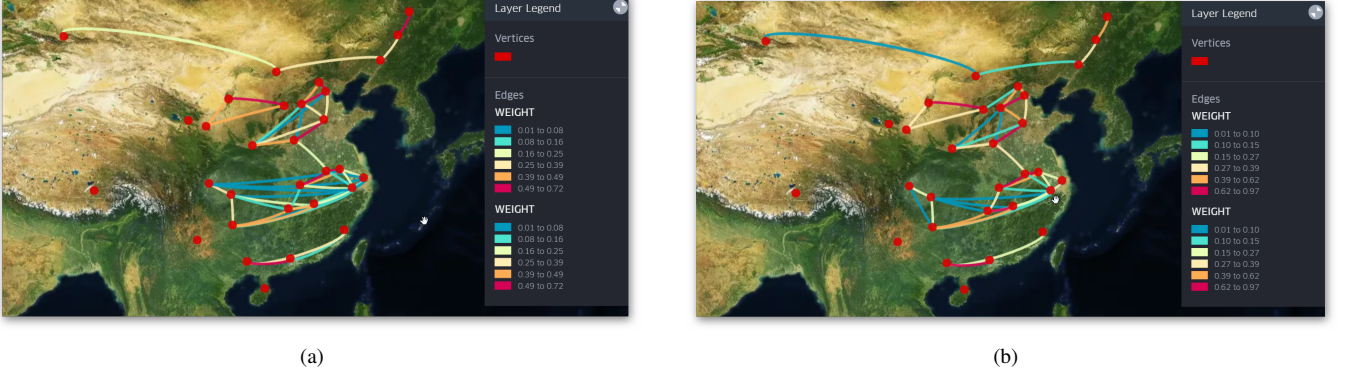 Layer Legend
Vertices
Edges
WEIGHT
0.01 to 0.08
0.08 to 0.16
0.16 to 0.25
0.25 to 0.39
0.39 to 0.49
0.49 to 0.72
WEIGHT
0.01 to 0.08
0.08 to 0.16
0.16 to 0.25
0.25 to 0.39
0.39 to 0.49
0.49 to 0.72
(a)
Layer Legend
Vertices
Edges
WEIGHT
0.01 to 0.10
0.10 to 0.15
0.15 to 0.27
0.27 to 0.39
0.39 to 0.62
0.62 to 0.97
WEIGHT
0.01 to 0.10
0.10 to 0.15
0.15 to 0.27
0.27 to 0.39
0.39 to 0.62
0.62 to 0.97
(b)